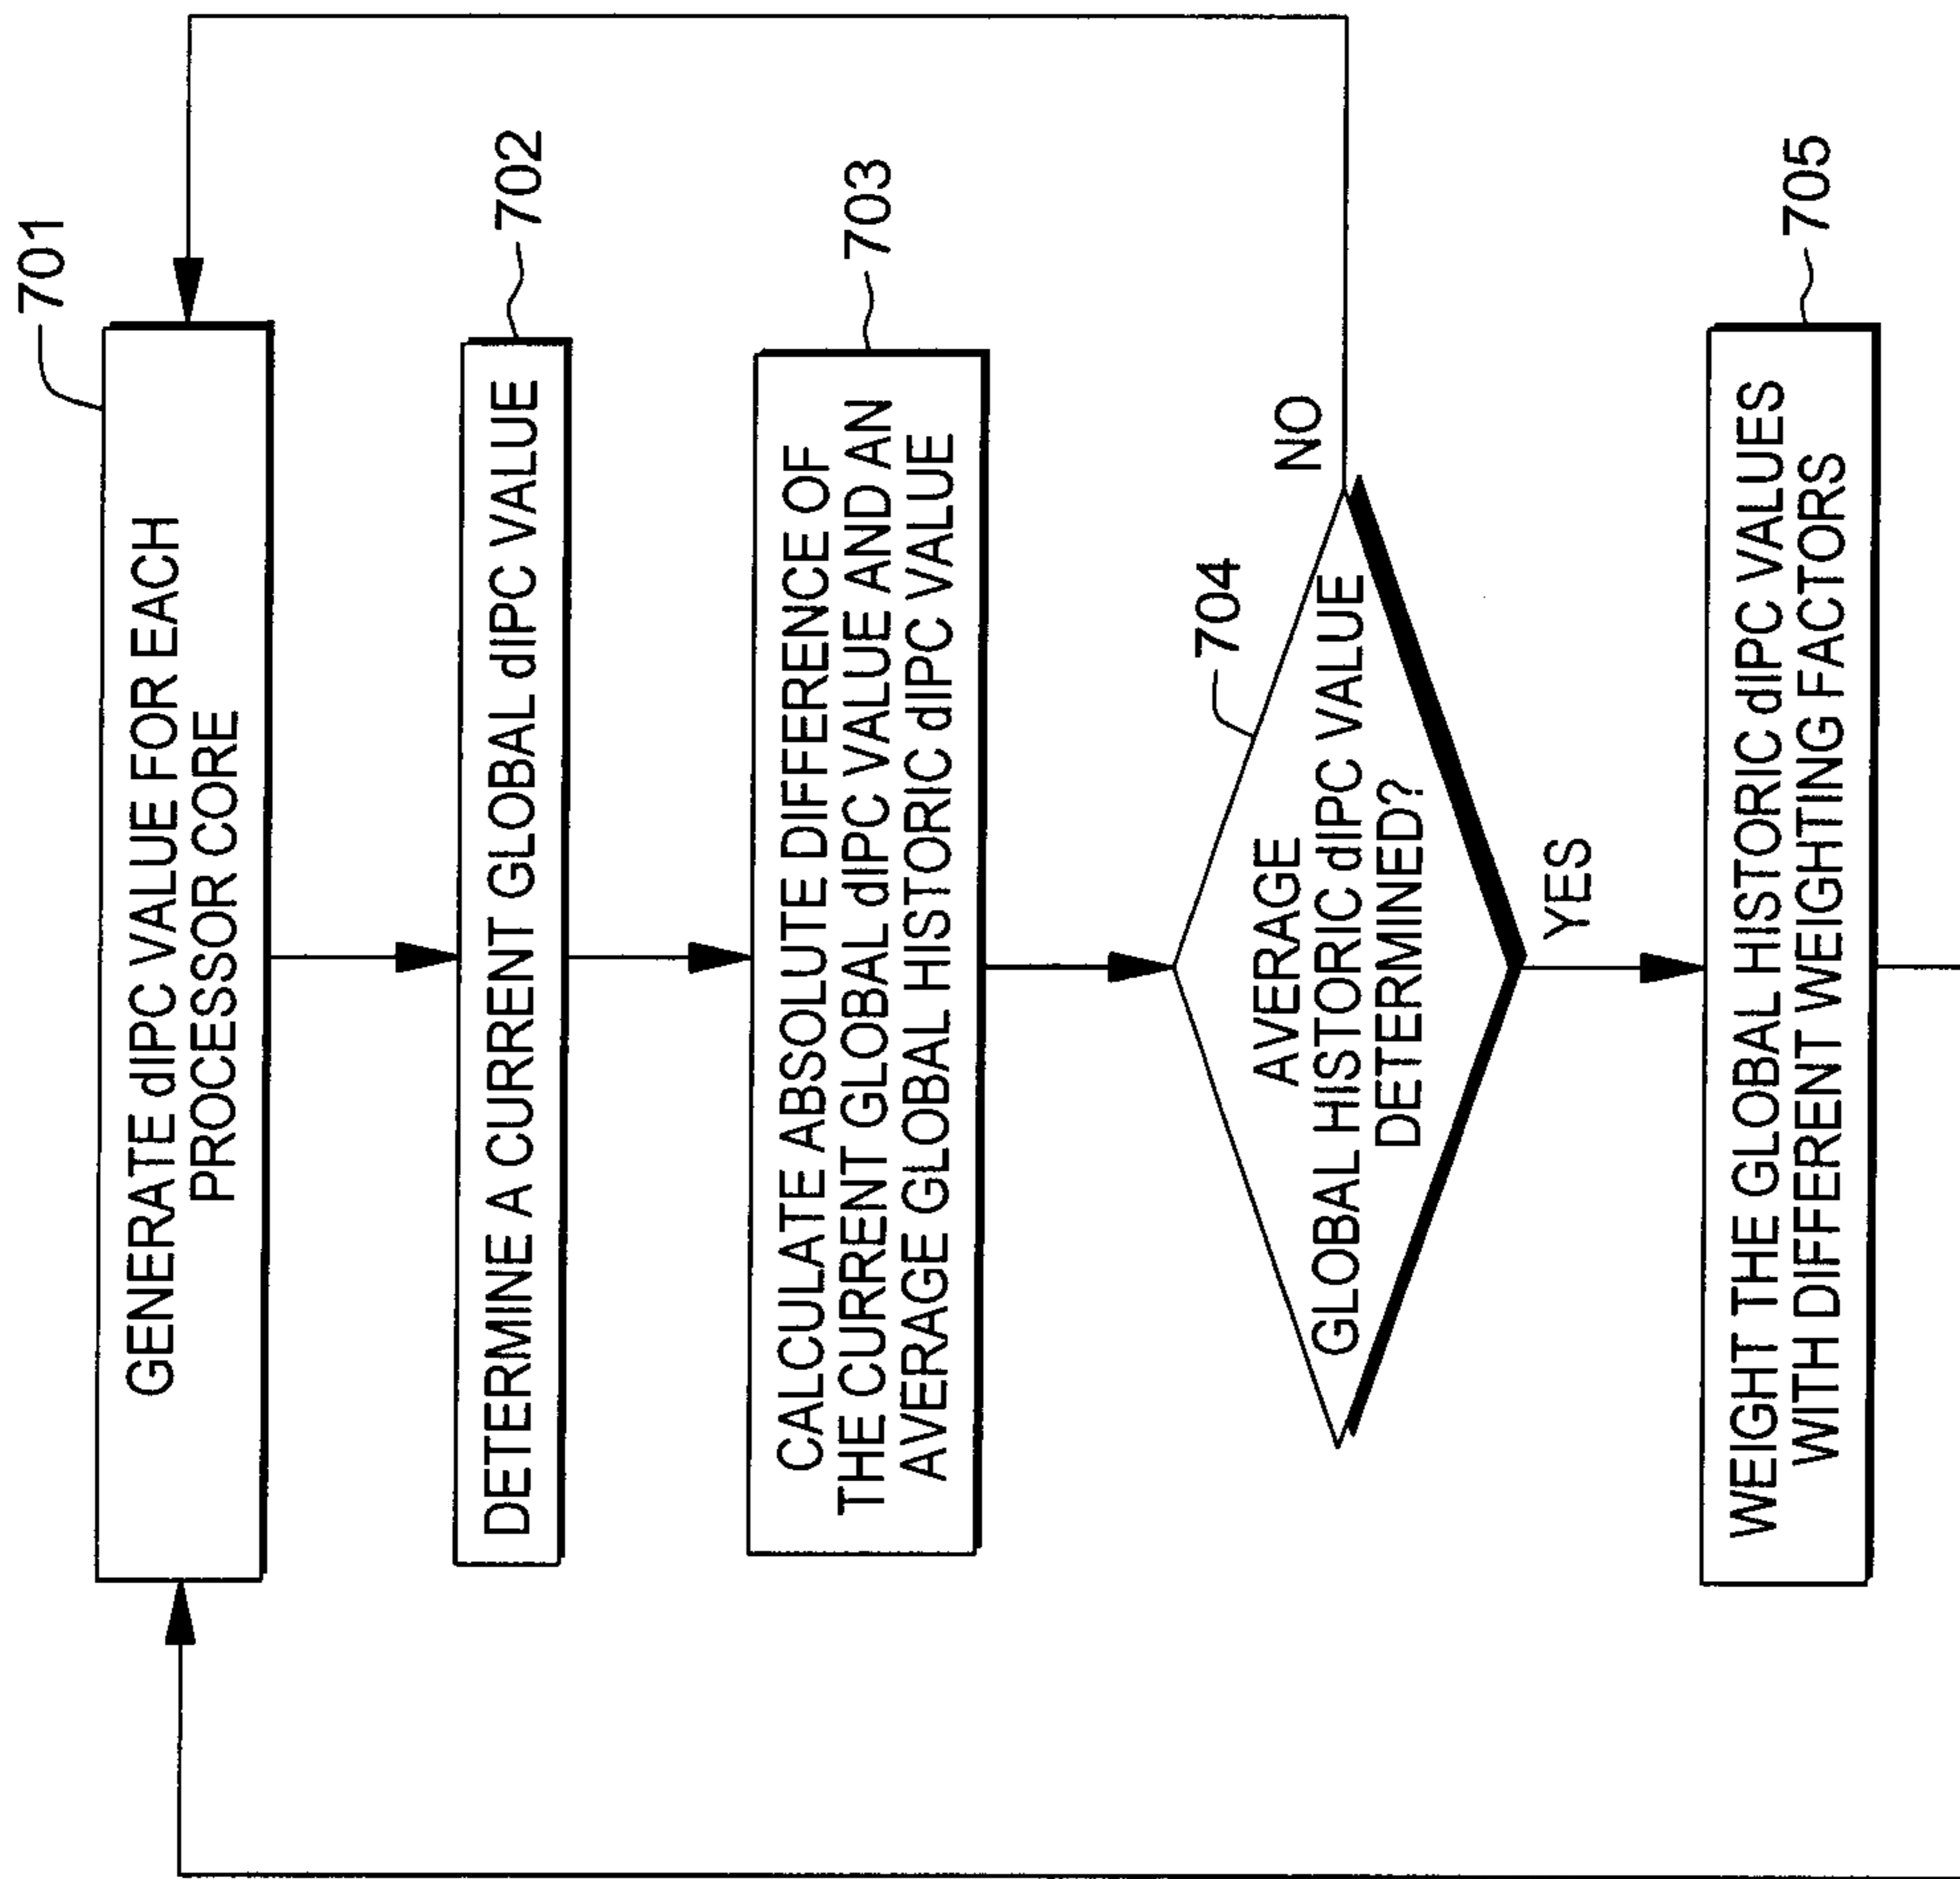 701
GENERATE dIPC VALUE FOR EACH
PROCESSOR CORE
702
DETERMINE A CURRENT GLOBAL dIPC VALUE
703
CALCULATE ABSOLUTE DIFFERENCE OF
THE CURRENT GLOBAL dIPC VALUE AND AN
AVERAGE GLOBAL HISTORIC dIPC VALUE
704
AVERAGE
GLOBAL HISTORIC dIPC VALUE
DETERMINED?
NO
YES
705
WEIGHT THE GLOBAL HISTORIC dIPC VALUES
WITH DIFFERENT WEIGHTING FACTORS